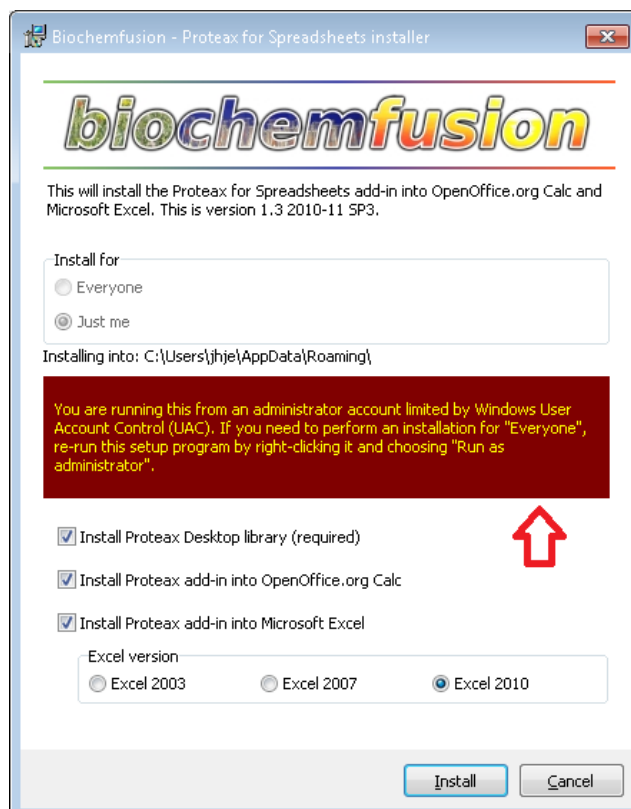 Biochemfusion - Proteax for Spreadsheets installer
biochemfusion
This will install the Proteax for Spreadsheets add-in into OpenOffice.org Calc and
Microsoft Excel. This is version 1.3 2010-11 SP3.
Install for
Everyone
Just me
Installing into: C:\Users\jhje\AppData\Roaming\
You are running this from an administrator account limited by Windows User
Account Control (UAC). If you need to perform an installation for "Everyone",
re-run this setup program by right-clicking it and choosing "Run as
administrator".
Install Proteax Desktop library (required)
Install Proteax add-in into OpenOffice.org Calc
Install Proteax add-in into Microsoft Excel
Excel version
Excel 2003
Excel 2007
Excel 2010
Install
Cancel